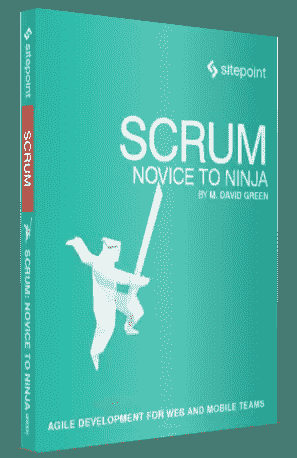 sitepoint
SCRUM
NOVICE TO NINJA
BY M. DAVID GREEN
AGILE DEVELOPMENT FOR WEB AND MOBILE TEAMS
sitepoint
SCRUM
SCRUM: NOVICE TO NINJA